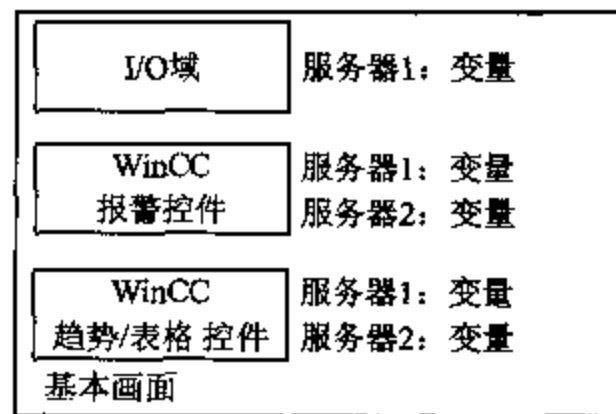 I/O域
服务器1：变量
WinCC
报警控件
服务器1：变量
服务器2：变量
WinCC
趋势/表格 控件
服务器1：变量
服务器2：变量
基本画面